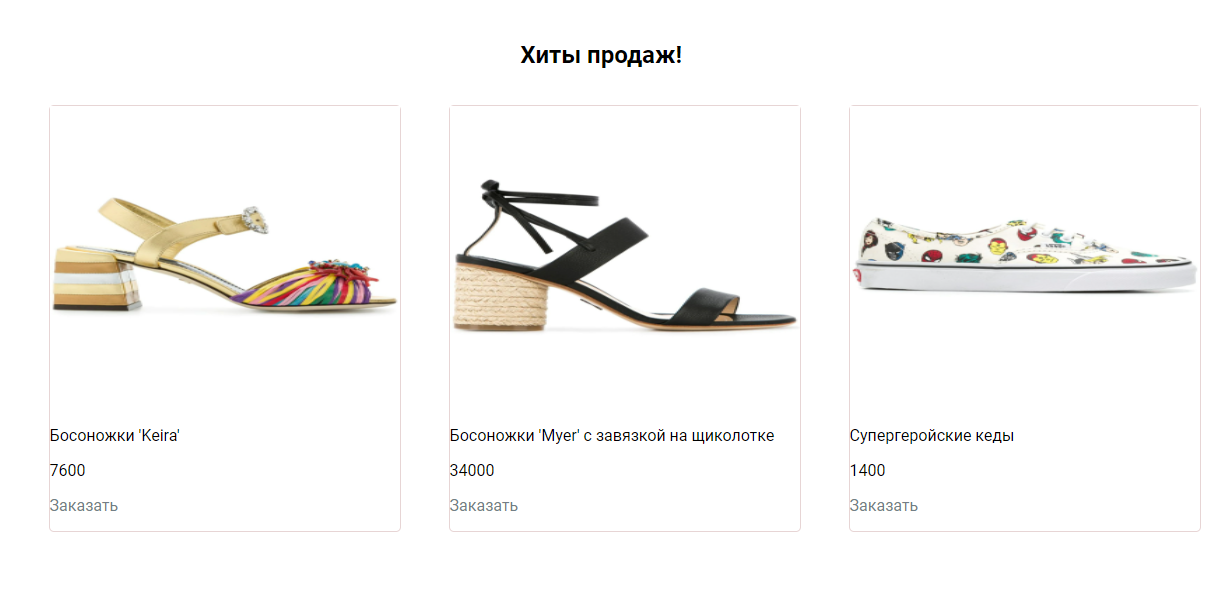 Хиты продаж!
Босоножки 'Keira'
7600
Заказать
Босоножки 'Myer' с завязкой на щиколотке
34000
Заказать
Супергеройские кеды
1400
Заказать